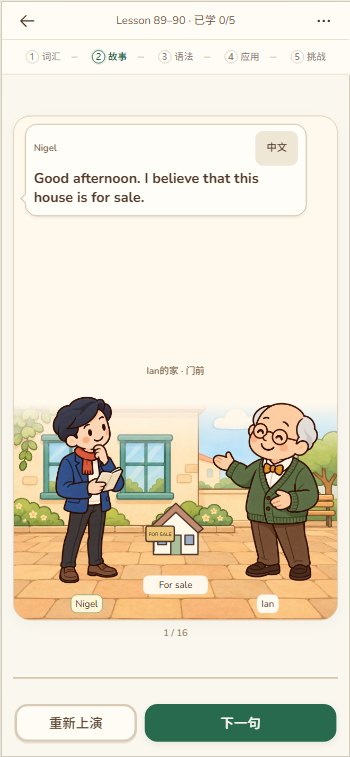 Lesson 89–90 · 已学 0/5
1 词汇 – 2 故事 – 3 语法 – 4 应用 – 5 挑战
Nigel
中文
Good afternoon. I believe that this
house is for sale.
Ian的家 · 门前
FOR SALE
For sale
Nigel
Ian
1 / 16
重新上演
下一句